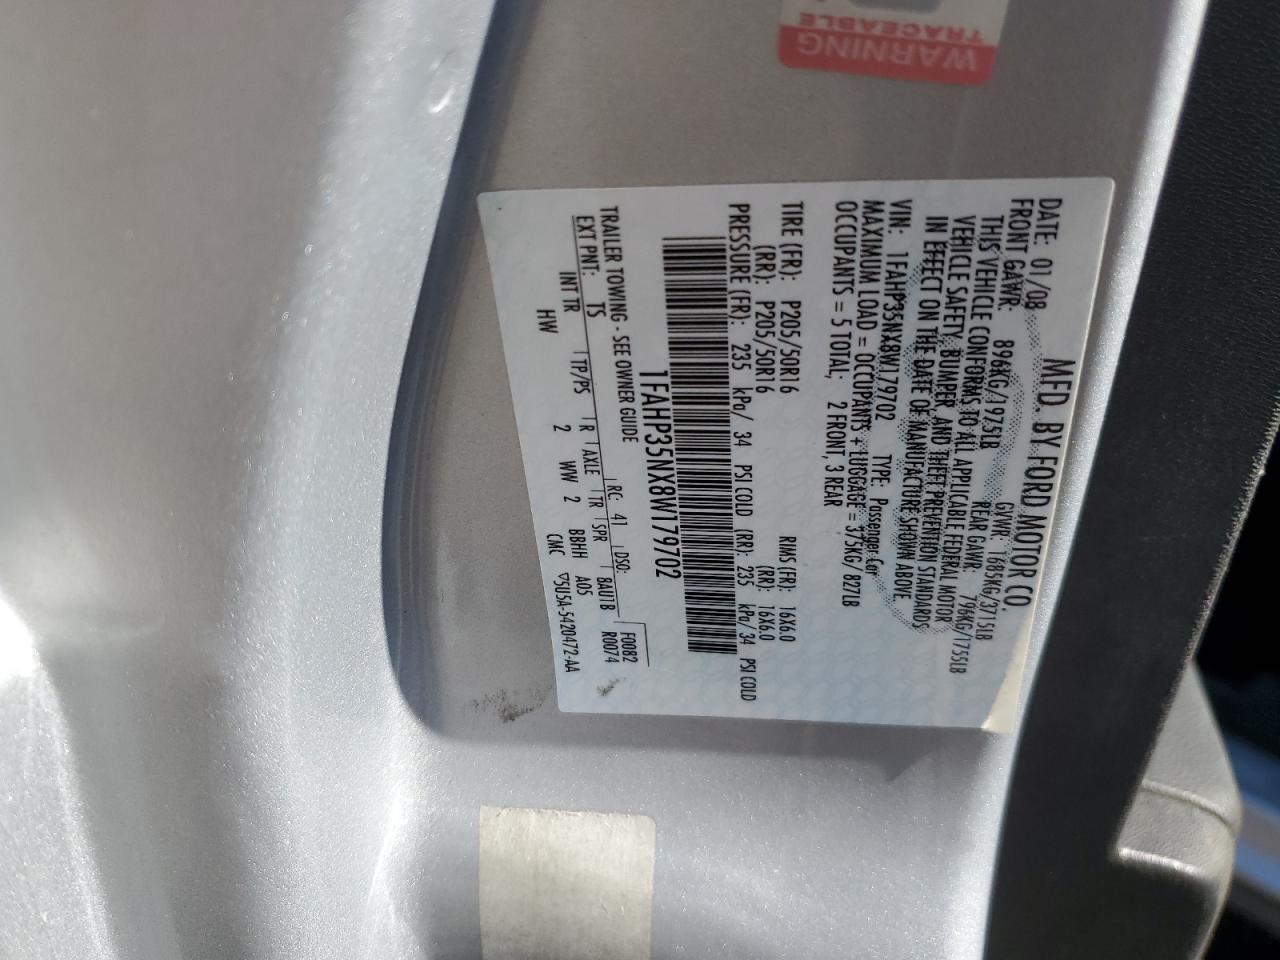 WARNING
TRACEABLE
MFD. BY FORD MOTOR CO.
DATE: 01/08 GVWR: 1685KG/3715LB
FRONT GAWR: 896KG/1975LB REAR GAWR: 796KG/1755LB
THIS VEHICLE CONFORMS TO ALL APPLICABLE FEDERAL MOTOR
VEHICLE SAFETY, BUMPER, AND THEFT PREVENTION STANDARDS
IN EFFECT ON THE DATE OF MANUFACTURE SHOWN ABOVE.
VIN: 1FAHP35NX8W179702 TYPE: Passenger Car
MAXIMUM LOAD = OCCUPANTS + LUGGAGE = 375KG/ 827LB
OCCUPANTS = 5 TOTAL; 2 FRONT, 3 REAR
TIRE (FR): P205/50R16 RIMS (FR): 16X6.0
(RR): P205/50R16 (RR): 16X6.0
PRESSURE (FR): 235 kPa/ 34 PSI COLD (RR): 235 kPa/ 34 PSI COLD
1FAHP35NX8W179702
TRAILER TOWING - SEE OWNER GUIDE
F0082
EXT PNT: TS RC: 41 DSO: R0074
INT TR TP/PS R AXLE TR SPR 8AU1B
HW 2 WW 2 BBHH A05
CMC ▽5U5A-5420472-AA